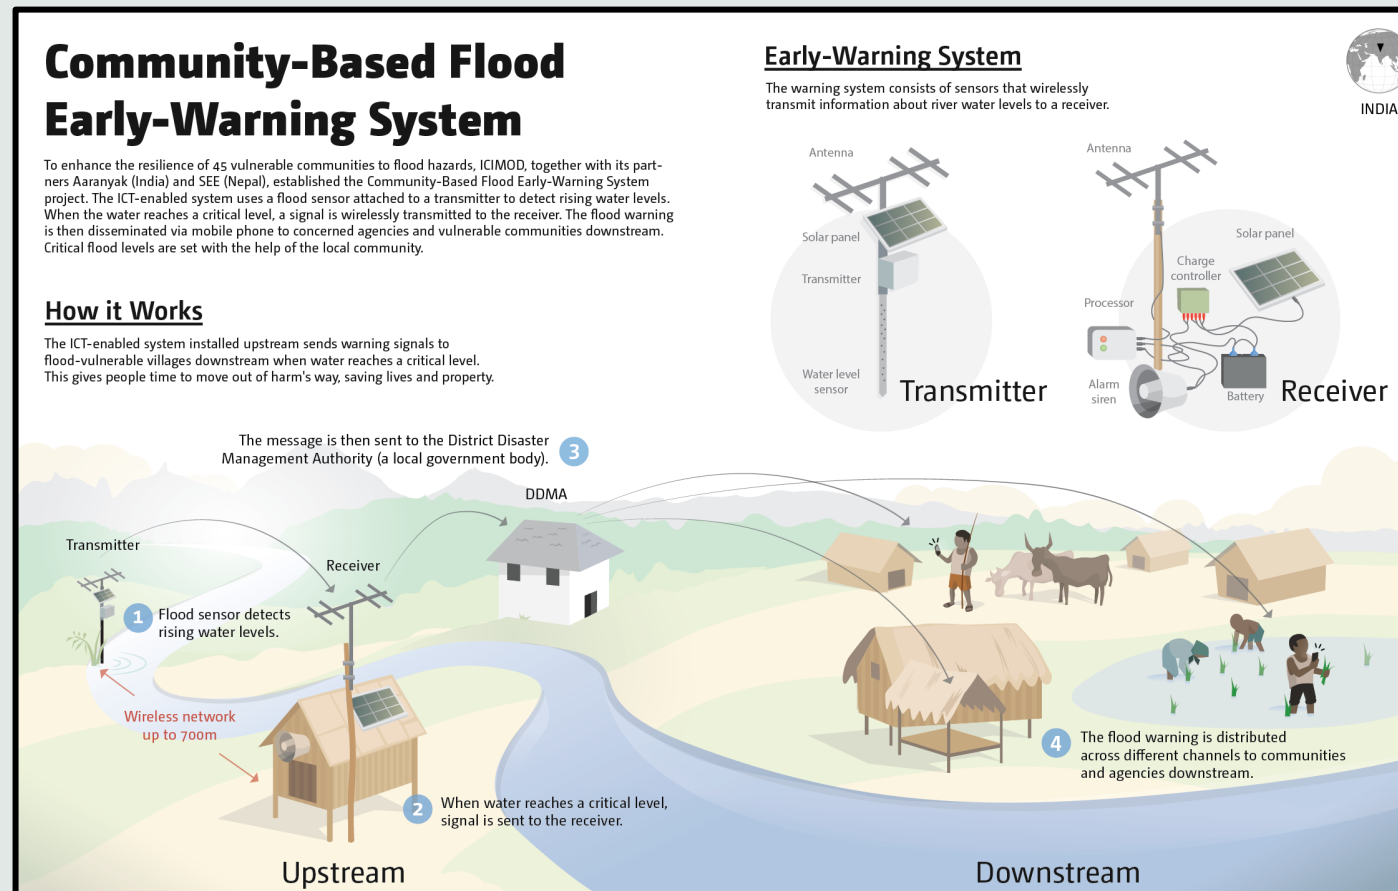 Community-Based Flood
Early-Warning System
To enhance the resilience of 45 vulnerable communities to flood hazards, ICIMOD, together with its part-
ners Aaranyak (India) and SEE (Nepal), established the Community-Based Flood Early-Warning System
project. The ICT-enabled system uses a flood sensor attached to a transmitter to detect rising water levels.
When the water reaches a critical level, a signal is wirelessly transmitted to the receiver. The flood warning
is then disseminated via mobile phone to concerned agencies and vulnerable communities downstream.
Critical flood levels are set with the help of the local community.
How it Works
The ICT-enabled system installed upstream sends warning signals to
flood-vulnerable villages downstream when water reaches a critical level.
This gives people time to move out of harm's way, saving lives and property.
Early-Warning System
The warning system consists of sensors that wirelessly
transmit information about river water levels to a receiver.
INDIA
Antenna
Solar panel
Transmitter
Water level
sensor
Transmitter
Antenna
Solar panel
Charge
controller
Processor
Alarm
siren
Battery
Receiver
The message is then sent to the District Disaster
Management Authority (a local government body).
3
DDMA
Transmitter
Receiver
1
Flood sensor detects
rising water levels.
Wireless network
up to 700m
2
When water reaches a critical level,
signal is sent to the receiver.
4
The flood warning is distributed
across different channels to communities
and agencies downstream.
Upstream
Downstream